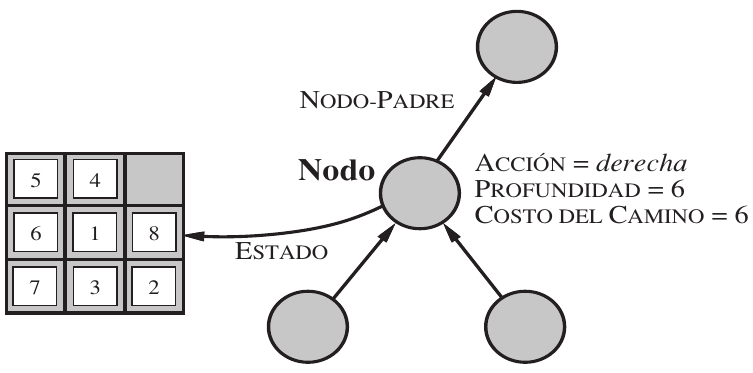 NODO-PADRE
Nodo
ACCIÓN = derecha
PROFUNDIDAD = 6
COSTO DEL CAMINO = 6
5 4
6 1 8
7 3 2
ESTADO